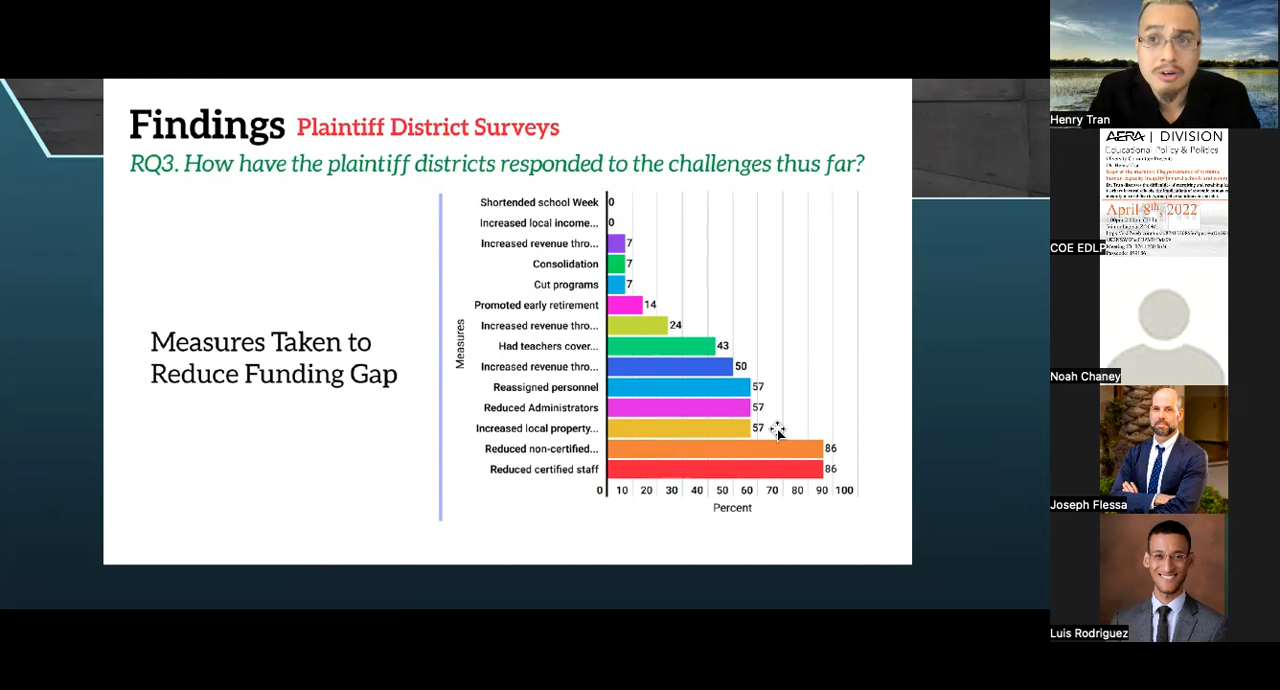 Findings Plaintiff District Surveys
RQ3. How have the plaintiff districts responded to the challenges thus far?
Measures Taken to
Reduce Funding Gap
Measures
Shortended school Week 0
Increased local income... 0
Increased revenue thro... 7
Consolidation 7
Cut programs 7
Promoted early retirement 14
Increased revenue thro... 24
Had teachers cover... 43
Increased revenue thro... 50
Reassigned personnel 57
Reduced Administrators 57
Increased local property... 57
Reduced non-certified... 86
Reduced certified staff 86
0 10 20 30 40 50 60 70 80 90 100
Percent
Henry Tran
AERA | DIVISION
Educational Policy & Politics
April 8th, 2022
COE EDLP
Noah Chaney
Joseph Flessa
Luis Rodriguez